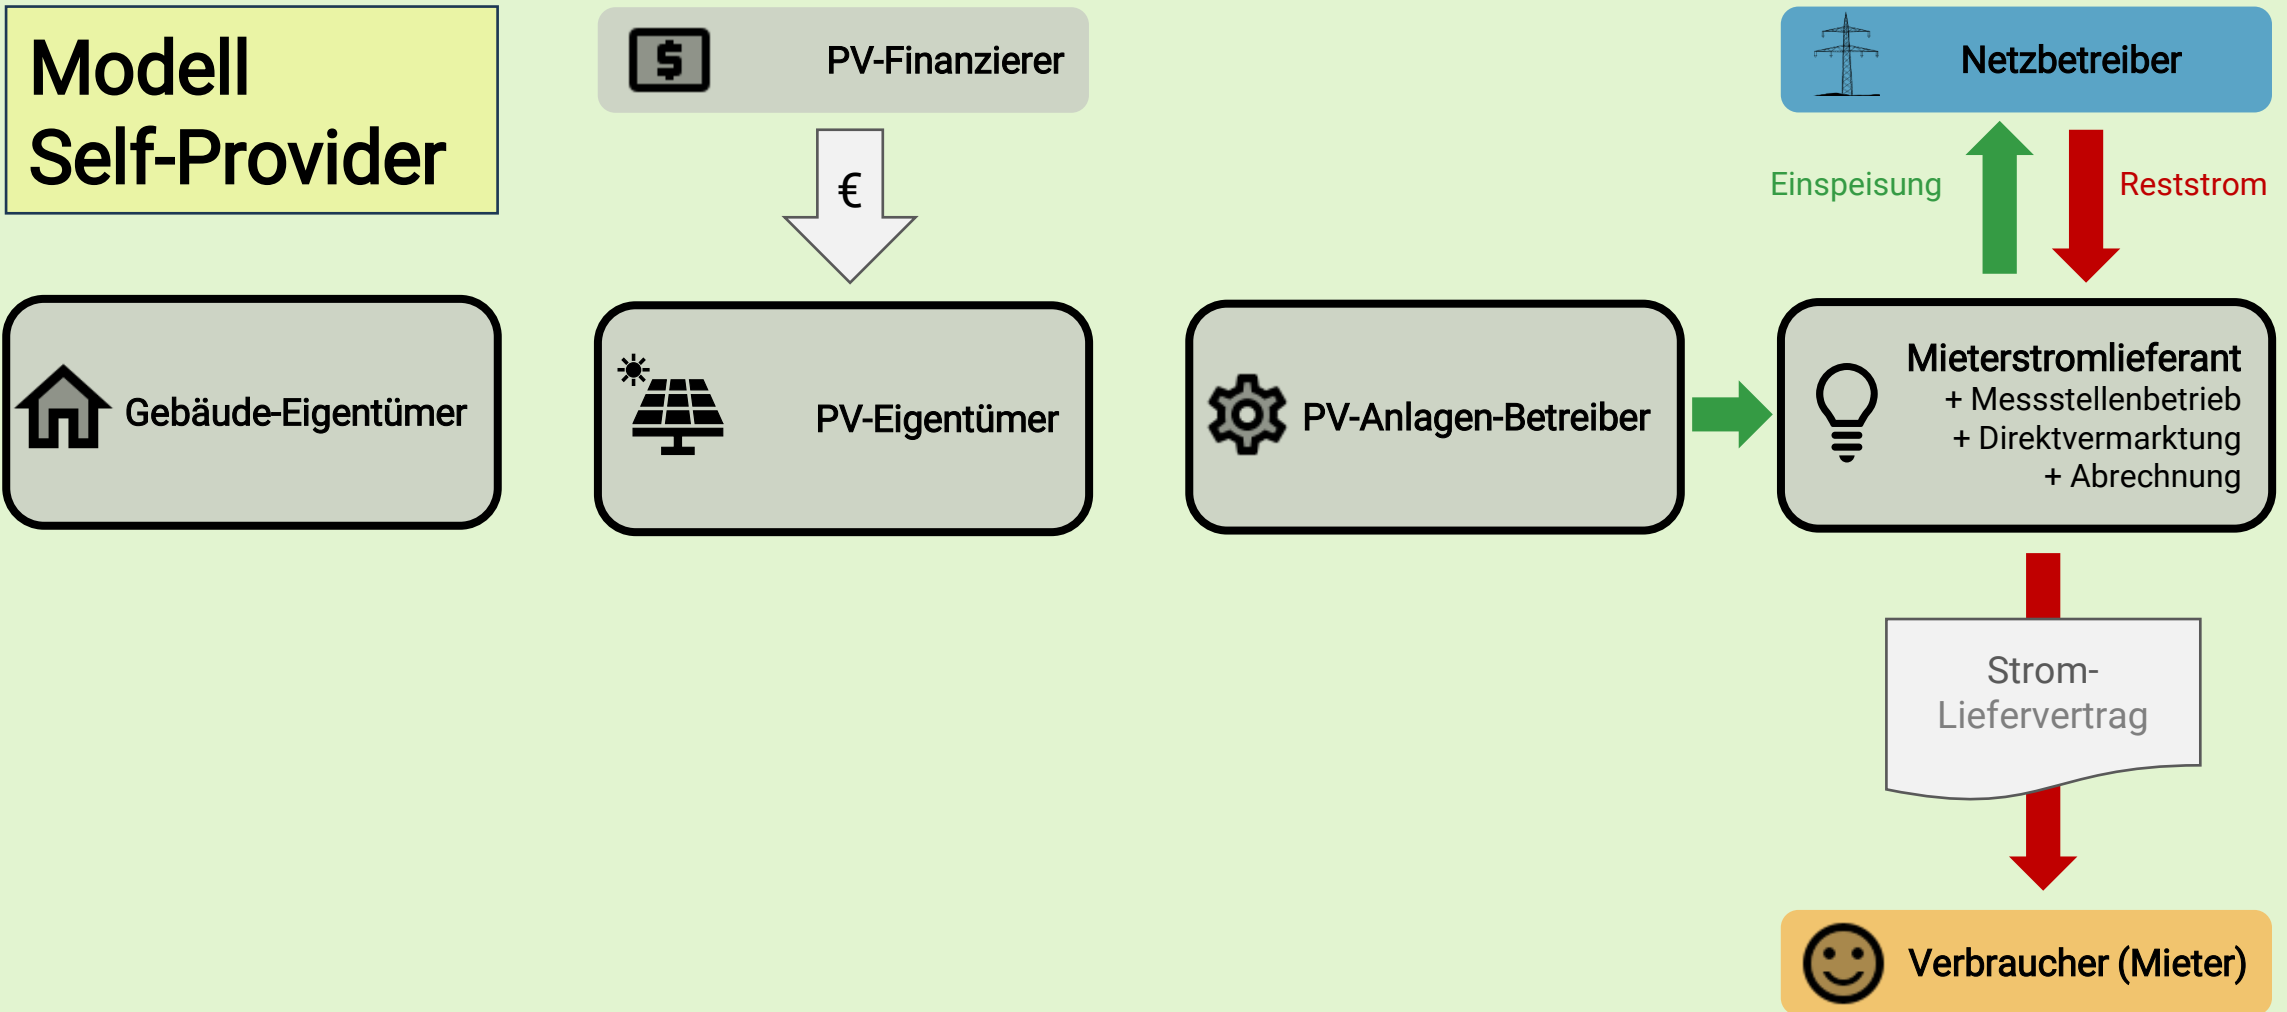 Modell
Self-Provider
$
PV-Finanzierer
Netzbetreiber
€
Einspeisung
Reststrom
Gebäude-Eigentümer
PV-Eigentümer
PV-Anlagen-Betreiber
Mieterstromlieferant
+ Messstellenbetrieb
+ Direktvermarktung
+ Abrechnung
Strom-
Liefervertrag
Verbraucher (Mieter)